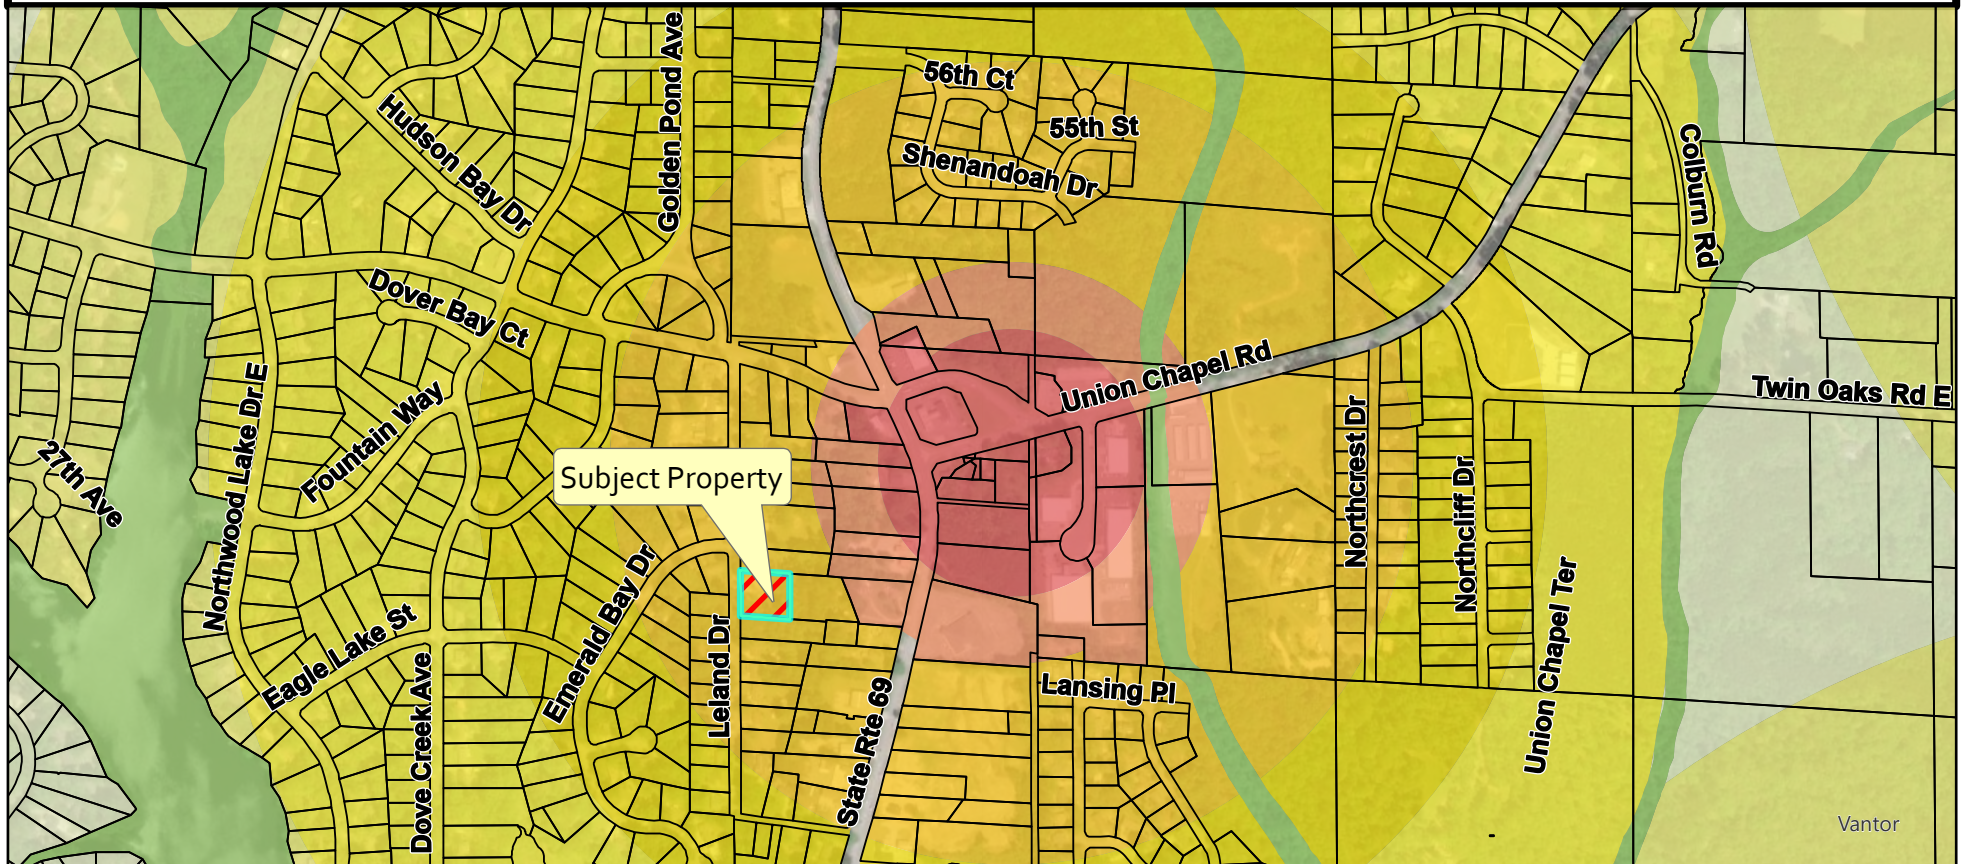 56th Ct
55th St
Shenandoah Dr
Golden Pond Ave
Hudson Bay Dr
Colburn Rd
Dover Bay Ct
Union Chapel Rd
Twin Oaks Rd E
Northwood Lake Dr E
Fountain Way
27th Ave
Subject Property
Northcrest Dr
Northcliff Dr
Emerald Bay Dr
Eagle Lake St
Leland Dr
Dove Creek Ave
State Rte 69
Lansing Pl
Union Chapel Ter
Vantor